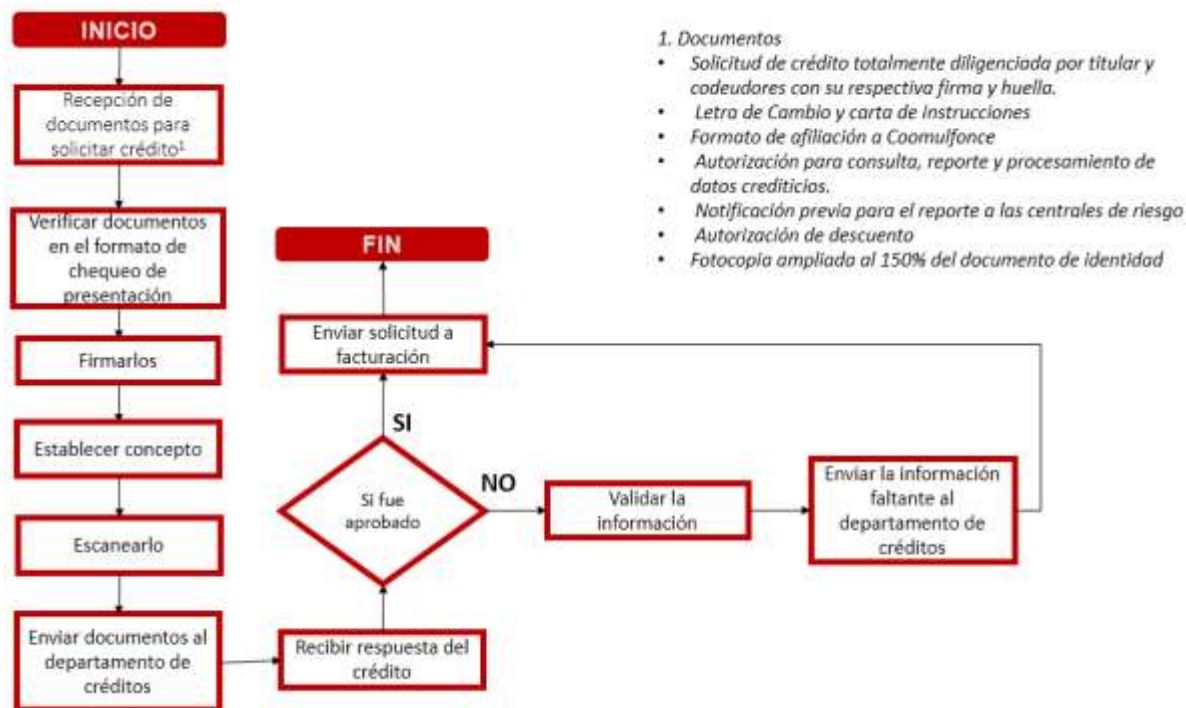 INICIO
Recepción de
documentos para
solicitar crédito¹
Verificar documentos
en el formato de
chequeo de
presentación
Firmarlos
Establecer concepto
Escanearlo
Enviar documentos al
departamento de
créditos
Recibir respuesta del
crédito
Si fue
aprobado
SI
NO
Enviar solicitud a
facturación
FIN
Validar la
información
Enviar la información
faltante al
departamento de
créditos
1. Documentos
• Solicitud de crédito totalmente diligenciada por titular y
codeudores con su respectiva firma y huella.
• Letra de Cambio y carta de Instrucciones
• Formato de afiliación a Coomulfonce
• Autorización para consulta, reporte y procesamiento de
datos crediticios.
• Notificación previa para el reporte a las centrales de riesgo
• Autorización de descuento
• Fotocopia ampliada al 150% del documento de identidad